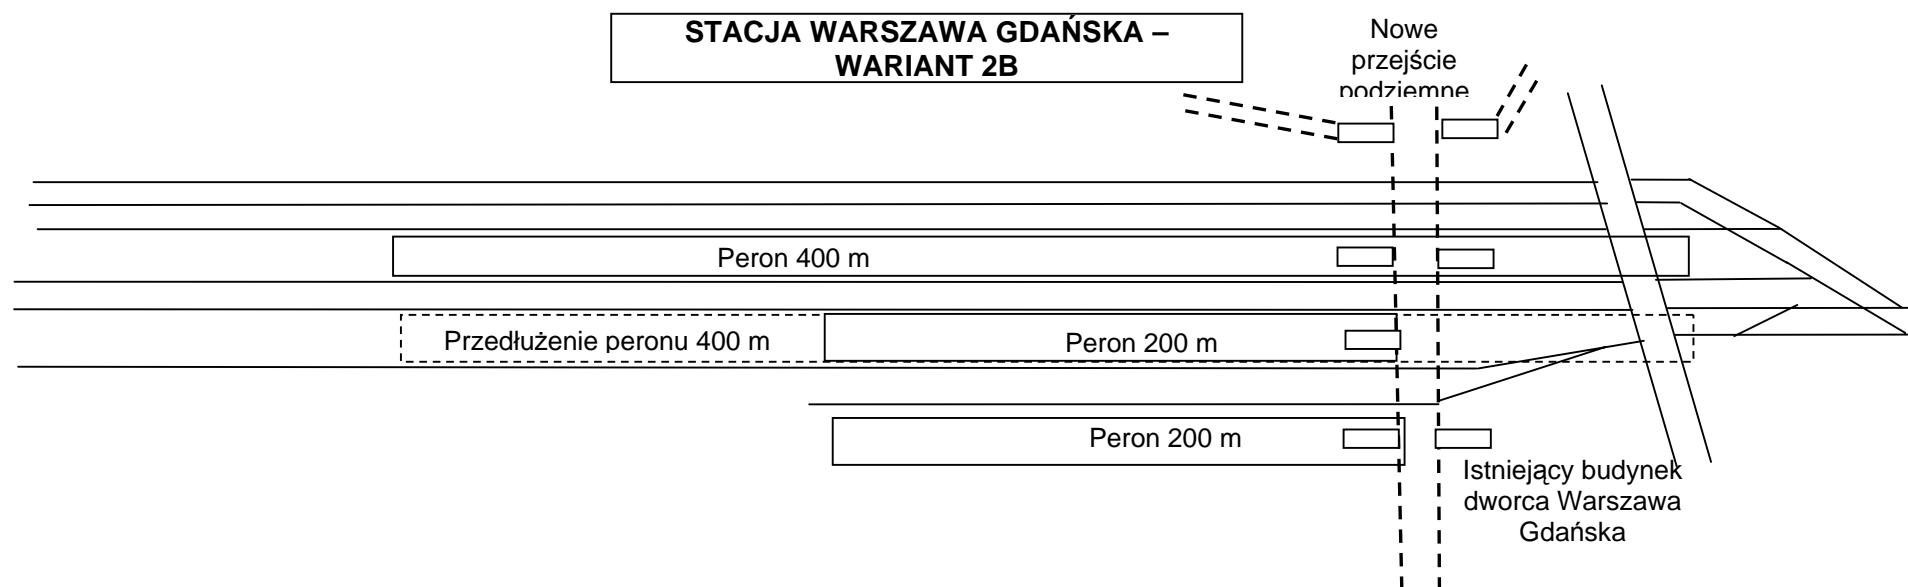 STACJA WARSZAWA GDAŃSKA –
WARIANT 2B
Nowe
przejście
podziemne
Peron 400 m
Przedłużenie peronu 400 m
Peron 200 m
Peron 200 m
Istniejący budynek
dworca Warszawa
Gdańska